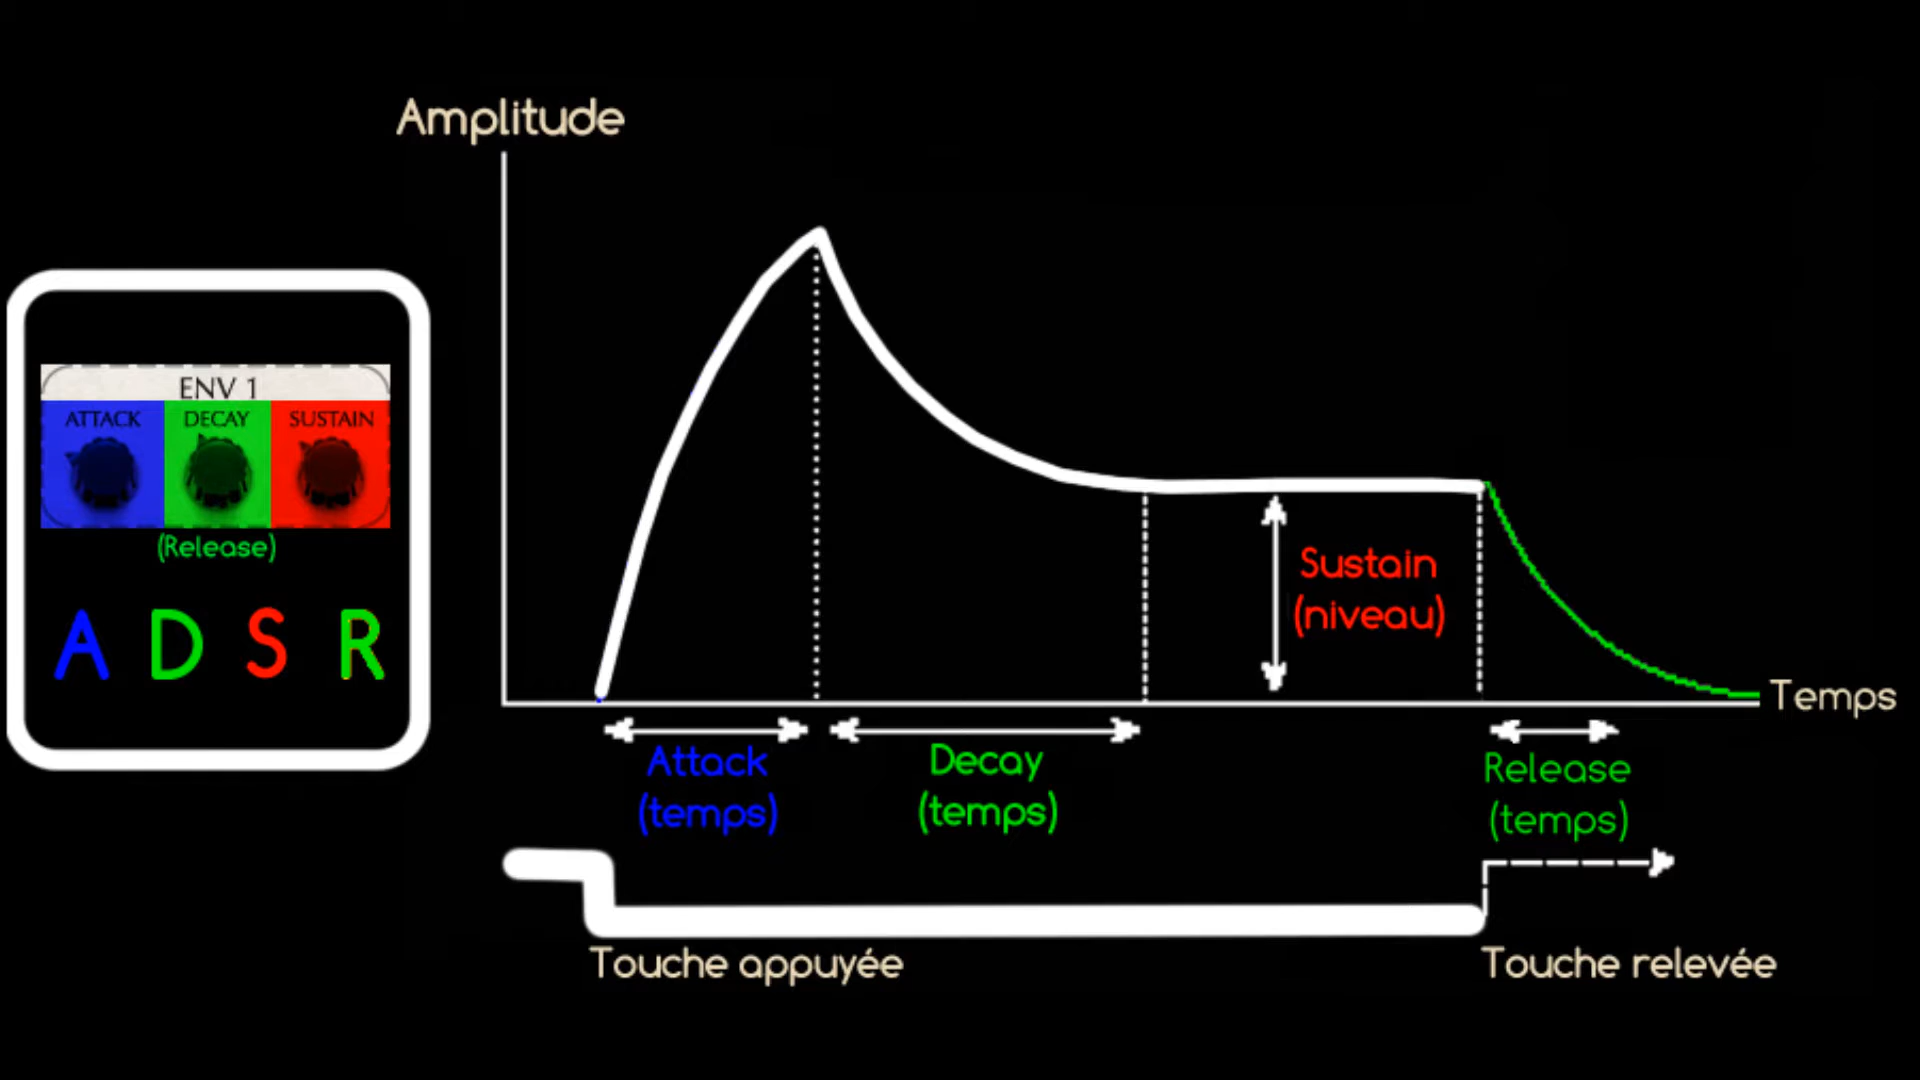 Amplitude
ENV 1
ATTACK DECAY SUSTAIN
(Release)
A D S R
Sustain
(niveau)
Temps
Attack
(temps)
Decay
(temps)
Release
(temps)
Touche appuyée
Touche relevée